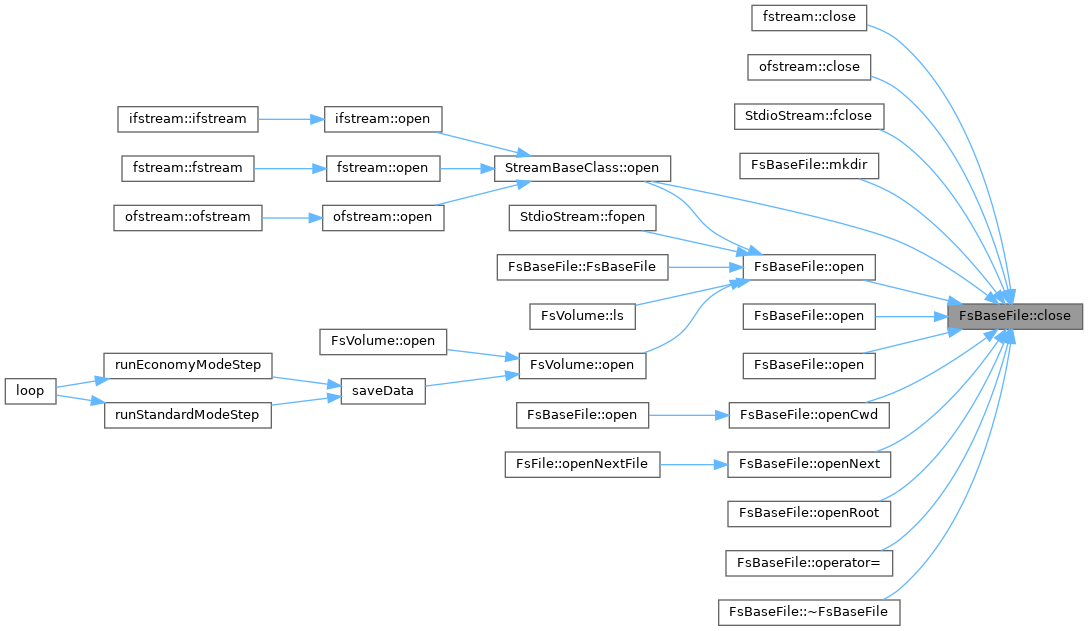 fstream::close
ofstream::close
StdioStream::fclose
FsBaseFile::mkdir
ifstream::ifstream
ifstream::open
fstream::fstream
fstream::open
StreamBaseClass::open
ofstream::ofstream
ofstream::open
StdioStream::fopen
FsBaseFile::FsBaseFile
FsBaseFile::open
FsVolume::ls
FsBaseFile::open
FsBaseFile::close
FsVolume::open
FsVolume::open
FsBaseFile::open
runEconomyModeStep
loop
saveData
runStandardModeStep
FsBaseFile::open
FsBaseFile::openCwd
FsFile::openNextFile
FsBaseFile::openNext
FsBaseFile::openRoot
FsBaseFile::operator=
FsBaseFile::~FsBaseFile